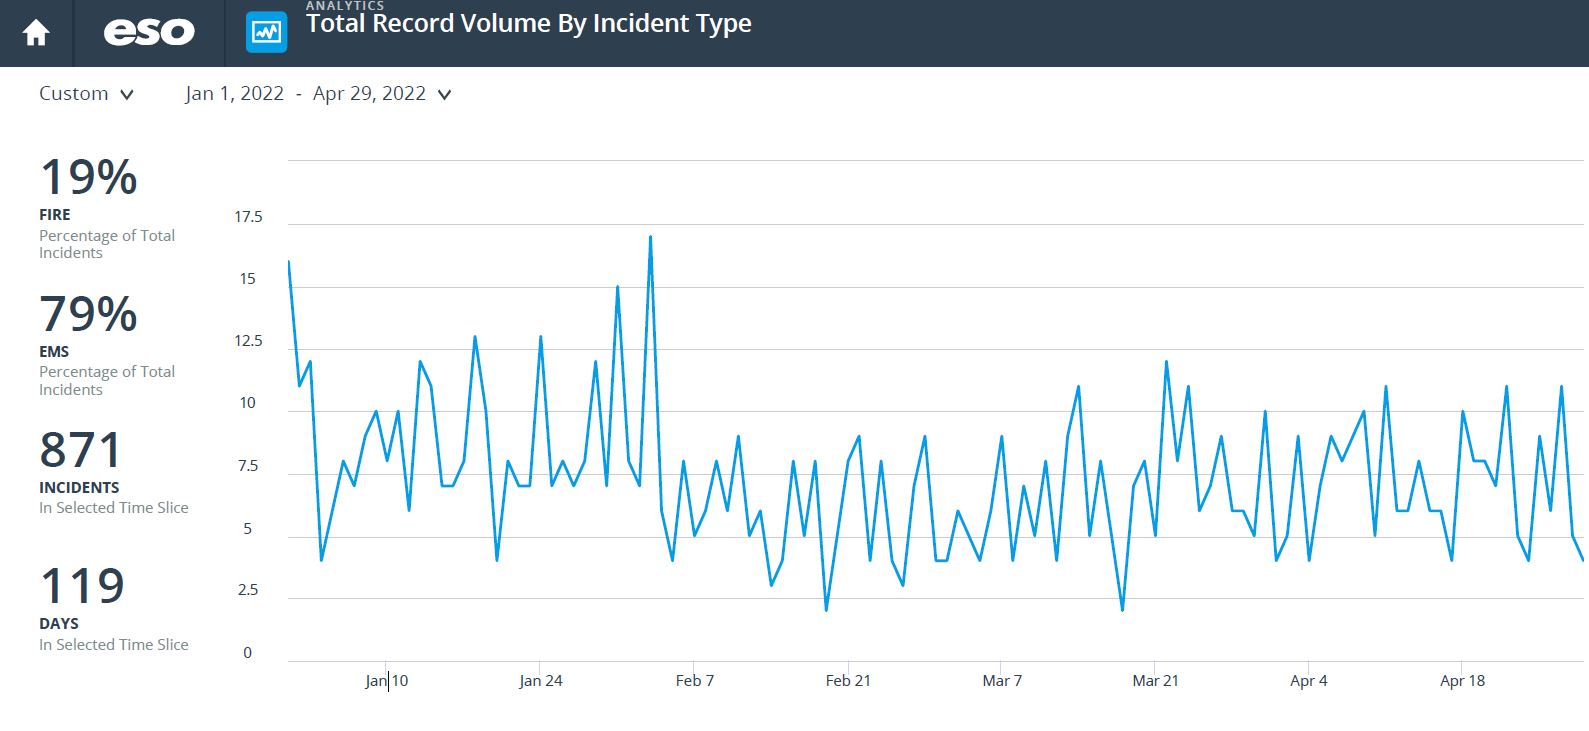 ANALYTICS
eso
Total Record Volume By Incident Type
Custom
Jan 1, 2022 - Apr 29, 2022
19%
FIRE
Percentage of Total
Incidents
79%
EMS
Percentage of Total
Incidents
871
INCIDENTS
In Selected Time Slice
119
DAYS
In Selected Time Slice
17.5
15
12.5
10
7.5
5
2.5
0
Jan 10
Jan 24
Feb 7
Feb 21
Mar 7
Mar 21
Apr 4
Apr 18